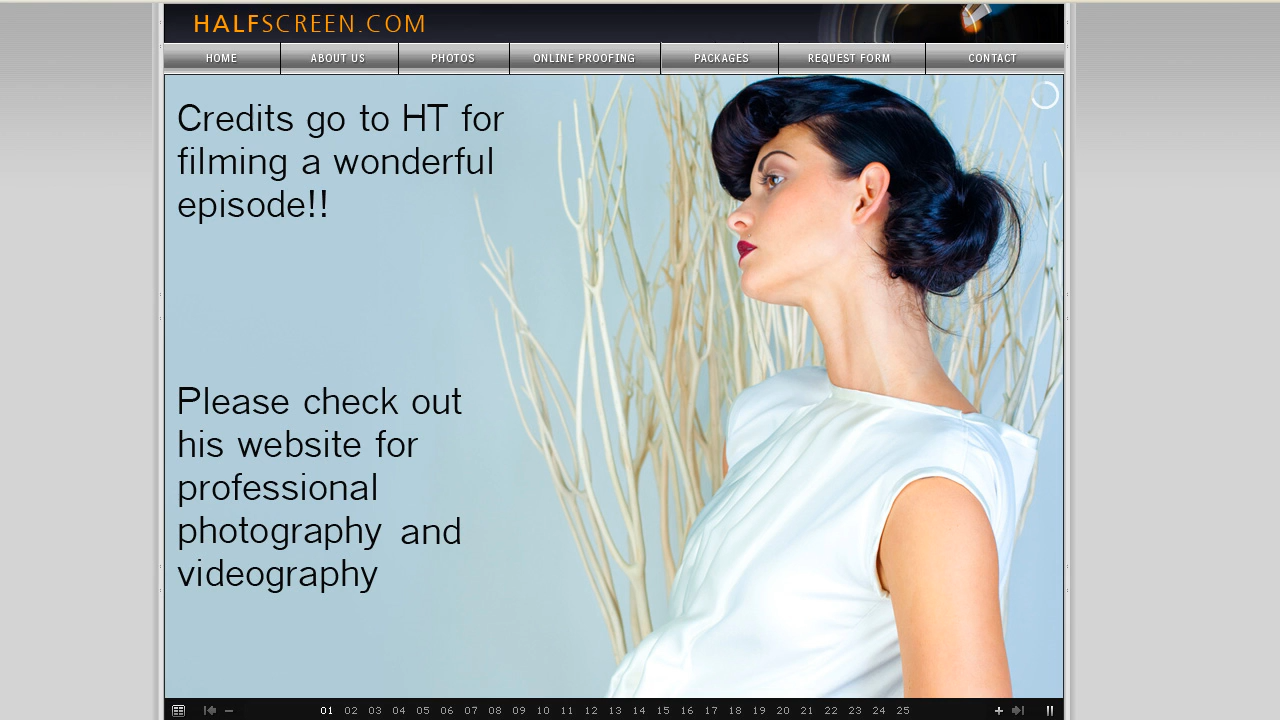 HALFSCREEN.COM
HOME ABOUT US PHOTOS ONLINE PROOFING PACKAGES REQUEST FORM CONTACT
Credits go to HT for
filming a wonderful
episode!!
Please check out
his website for
professional
photography and
videography
01 02 03 04 05 06 07 08 09 10 11 12 13 14 15 16 17 18 19 20 21 22 23 24 25